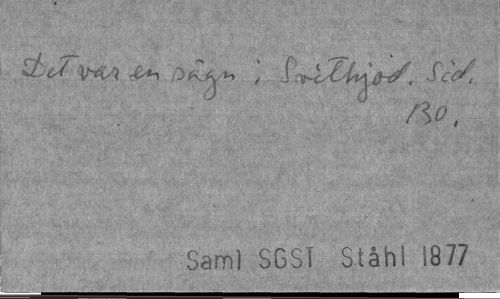 Det var en sägn i Svithjod. Sid.
130.
Saml SGST Ståhl 1877